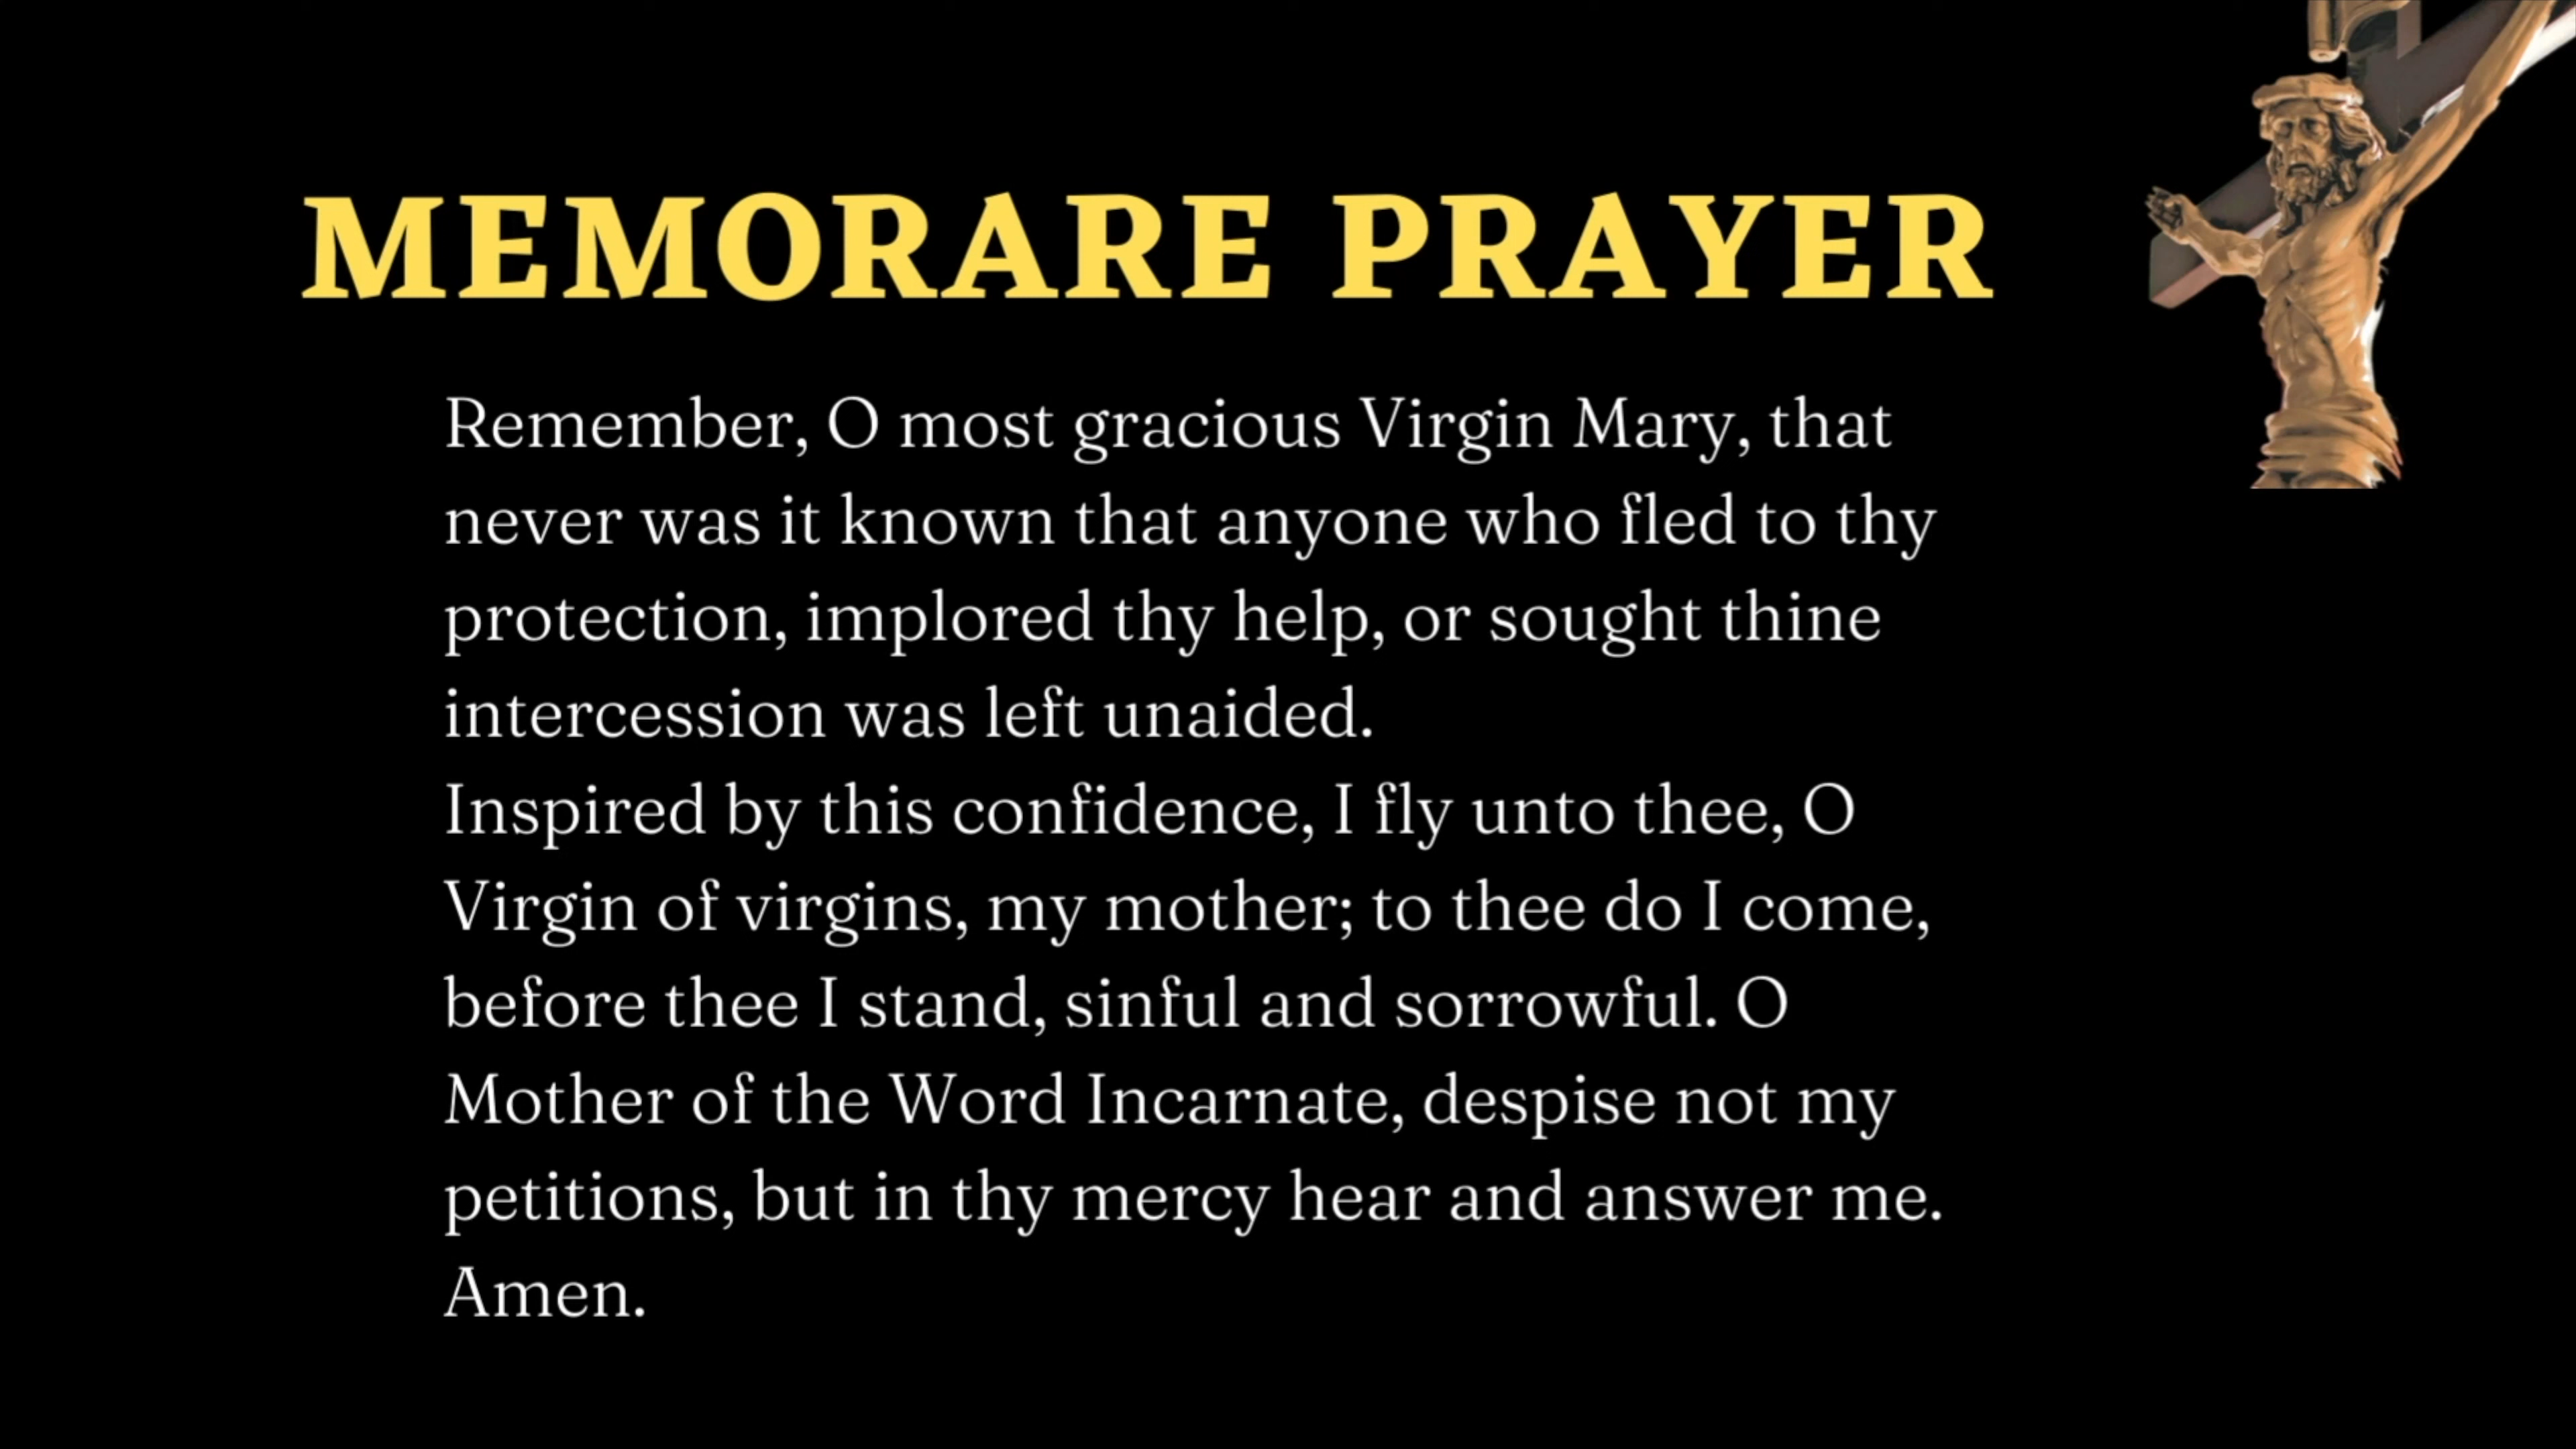 MEMORARE PRAYER
Remember, O most gracious Virgin Mary, that
never was it known that anyone who fled to thy
protection, implored thy help, or sought thine
intercession was left unaided.
Inspired by this confidence, I fly unto thee, O
Virgin of virgins, my mother; to thee do I come,
before thee I stand, sinful and sorrowful. O
Mother of the Word Incarnate, despise not my
petitions, but in thy mercy hear and answer me.
Amen.